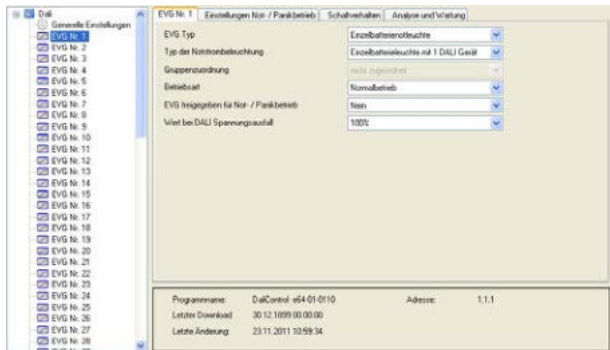 Dali
Generelle Einstellungen
EVG Nr. 1
EVG Nr. 2
EVG Nr. 3
EVG Nr. 4
EVG Nr. 5
EVG Nr. 6
EVG Nr. 7
EVG Nr. 8
EVG Nr. 9
EVG Nr. 10
EVG Nr. 11
EVG Nr. 12
EVG Nr. 13
EVG Nr. 14
EVG Nr. 15
EVG Nr. 16
EVG Nr. 17
EVG Nr. 18
EVG Nr. 19
EVG Nr. 20
EVG Nr. 21
EVG Nr. 22
EVG Nr. 23
EVG Nr. 24
EVG Nr. 25
EVG Nr. 26
EVG Nr. 27
EVG Nr. 28
EVG Nr. 1 Einstellungen Not- / Panikbetrieb Schaltverhalten Analyse und Wartung
EVG Typ Einzelbatterienotleuchte
Typ der Notstrombeleuchtung Einzelbatterieleuchte mit 1 DALI Gerät
Gruppenzuordnung nicht zugeordnet
Betriebsart Normalbetrieb
EVG freigegeben für Not- / Panikbetrieb Nein
Wert bei DALI Spannungsausfall 100%
Programmname: DaliControl e64-01-0110 Adresse: 1.1.1
Letzter Download 30.12.1899 00:00:00
Letzte Änderung: 23.11.2011 10:59:34